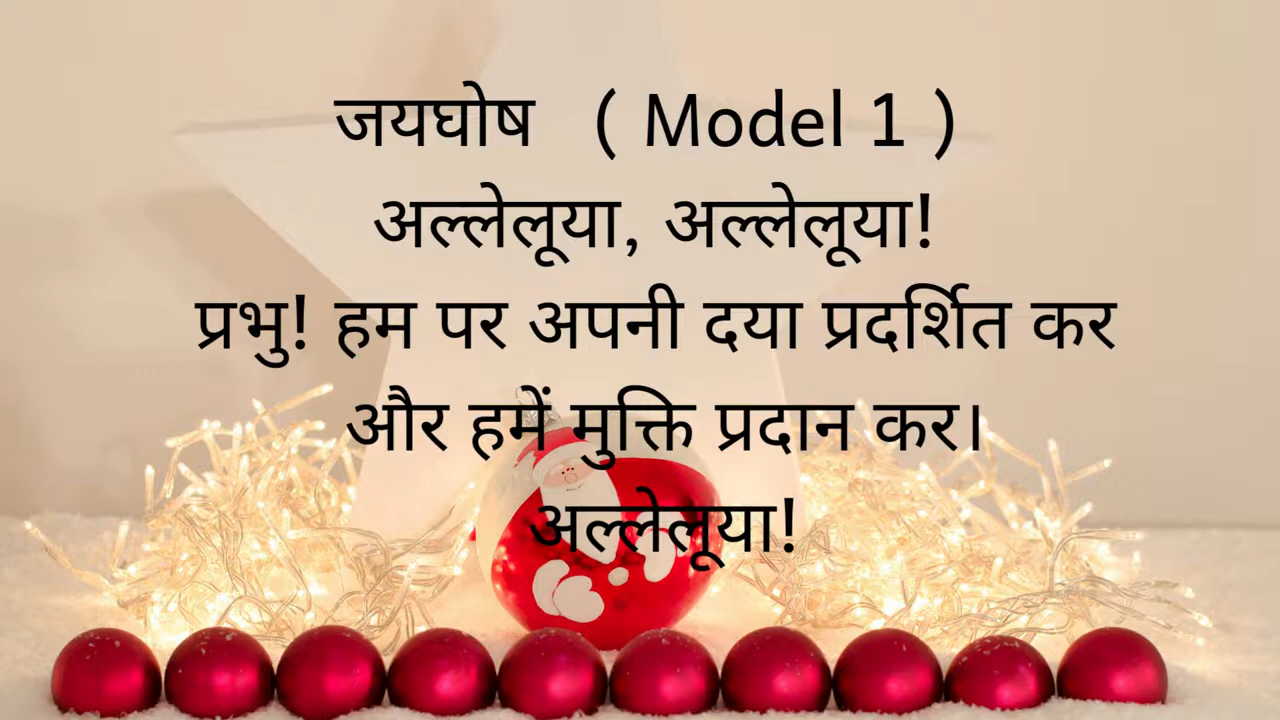 जयघोष ( Model 1 )
अल्लेलूया, अल्लेलूया!
प्रभु! हम पर अपनी दया प्रदर्शित कर
और हमें मुक्ति प्रदान कर।
अल्लेलूया!